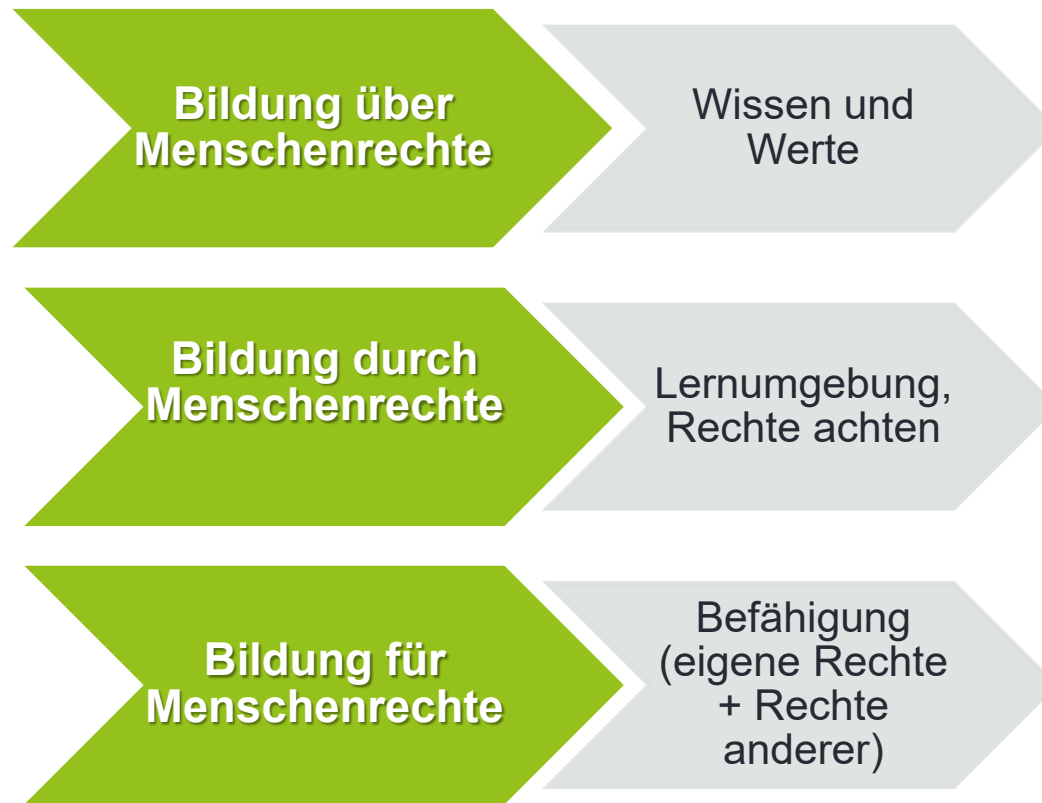 Bildung über
Menschenrechte
Wissen und
Werte
Bildung durch
Menschenrechte
Lernumgebung,
Rechte achten
Bildung für
Menschenrechte
Befähigung
(eigene Rechte
+ Rechte
anderer)